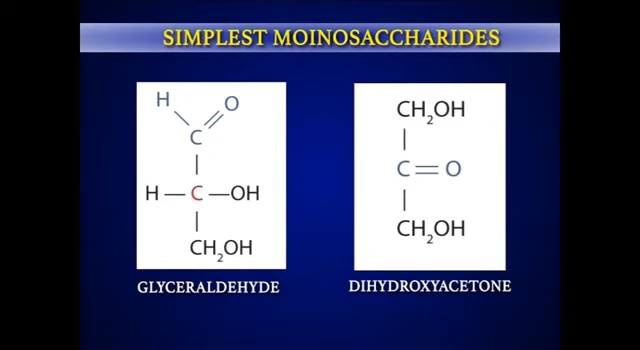 SIMPLEST MOINOSACCHARIDES
H O
C
H C OH
CH2OH
GLYCERALDEHYDE
CH2OH
C O
CH2OH
DIHYDROXYACETONE